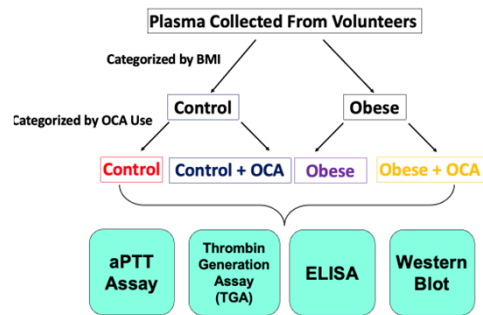 Plasma Collected From Volunteers
Categorized by BMI
Control
Obese
Categorized by OCA Use
Control
Control + OCA
Obese
Obese + OCA
aPTT
Assay
Thrombin
Generation
Assay
(TGA)
ELISA
Western
Blot